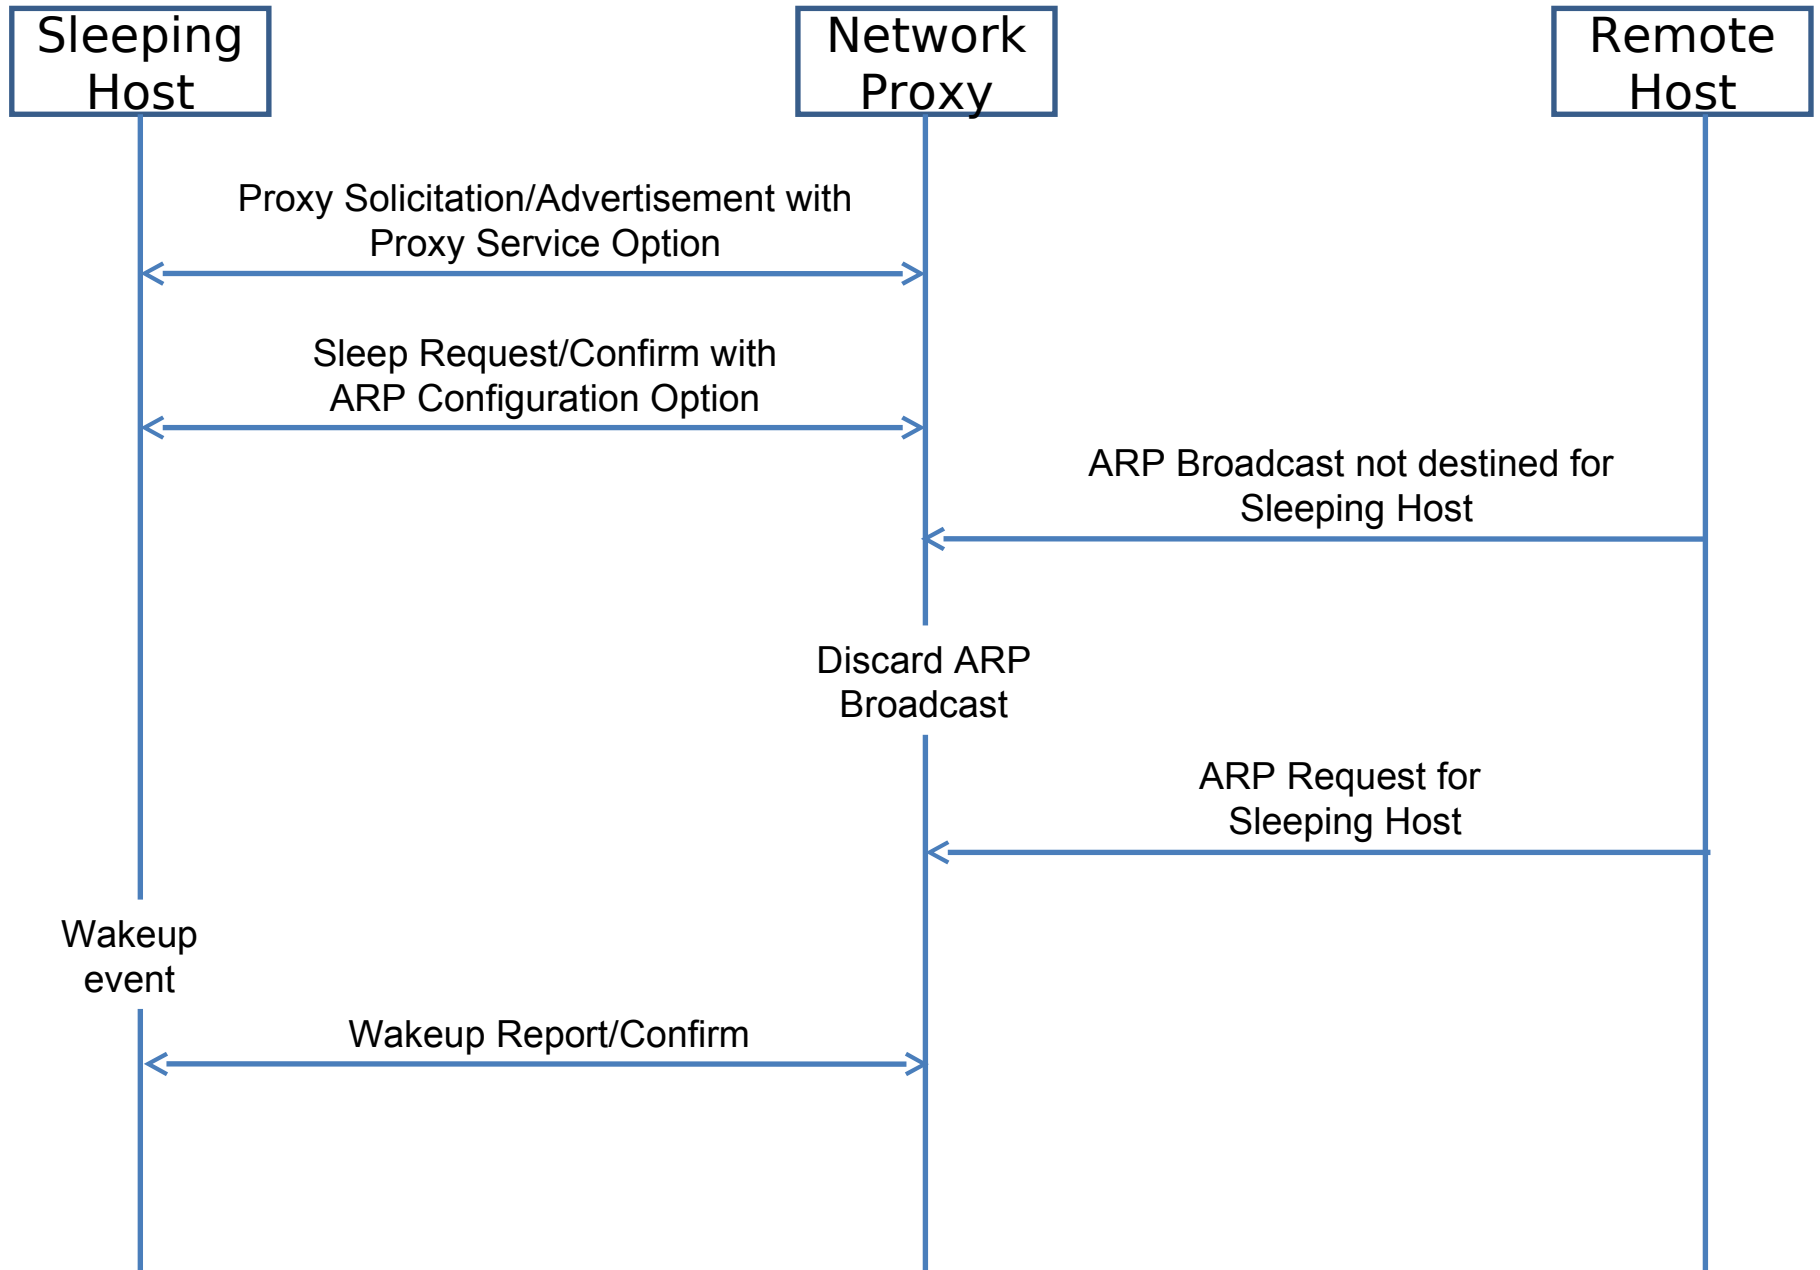 Sleeping
Host
Network
Proxy
Remote
Host
Proxy Solicitation/Advertisement with
Proxy Service Option
Sleep Request/Confirm with
ARP Configuration Option
ARP Broadcast not destined for
Sleeping Host
Discard ARP
Broadcast
ARP Request for
Sleeping Host
Wakeup
event
Wakeup Report/Confirm